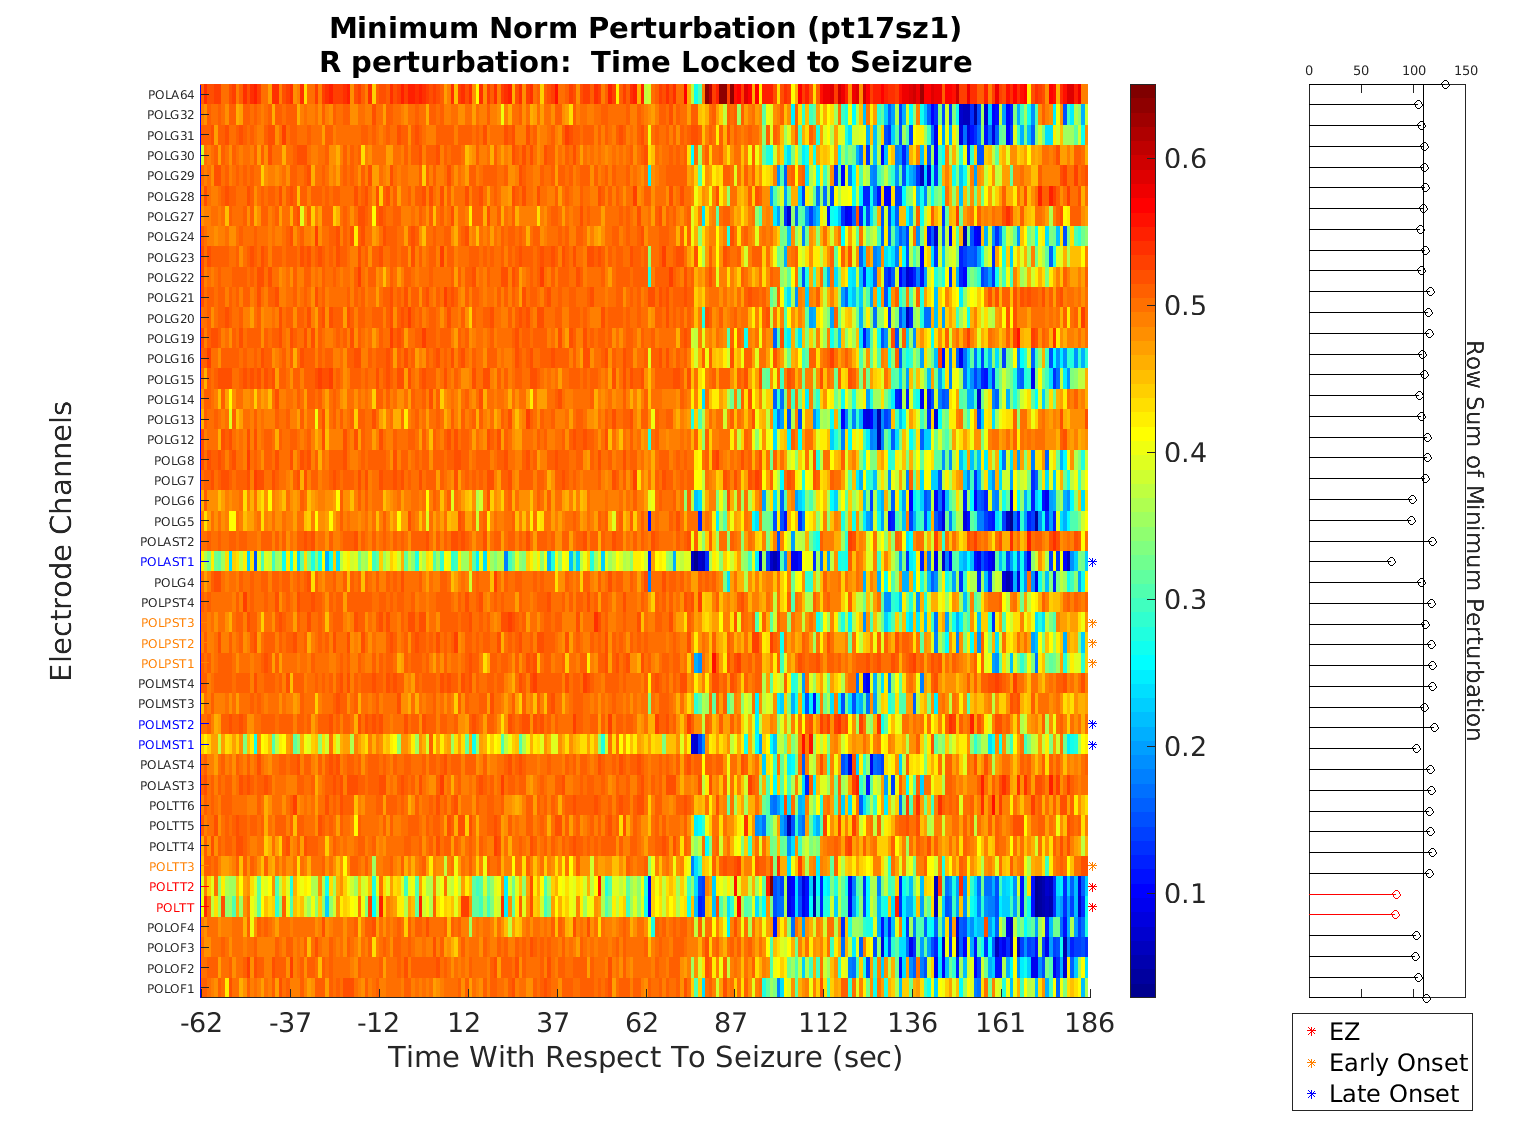 Minimum Norm Perturbation (pt17sz1)
R perturbation: Time Locked to Seizure
Electrode Channels
POLA64
POLG32
POLG31
POLG30
POLG29
POLG28
POLG27
POLG24
POLG23
POLG22
POLG21
POLG20
POLG19
POLG16
POLG15
POLG14
POLG13
POLG12
POLG8
POLG7
POLG6
POLG5
POLAST2
POLAST1
POLG4
POLPST4
POLPST3
POLPST2
POLPST1
POLMST4
POLMST3
POLMST2
POLMST1
POLAST4
POLAST3
POLTT6
POLTT5
POLTT4
POLTT3
POLTT2
POLTT
POLOF4
POLOF3
POLOF2
POLOF1
-62 -37 -12 12 37 62 87 112 136 161 186
Time With Respect To Seizure (sec)
0.6
0.5
0.4
0.3
0.2
0.1
0 50 100 150
Row Sum of Minimum Perturbation
EZ
Early Onset
Late Onset